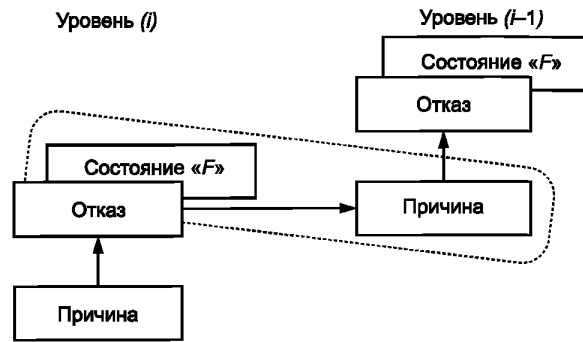 Уровень (i)
Уровень (i–1)
Состояние «F»
Отказ
Состояние «F»
Отказ
Причина
Причина